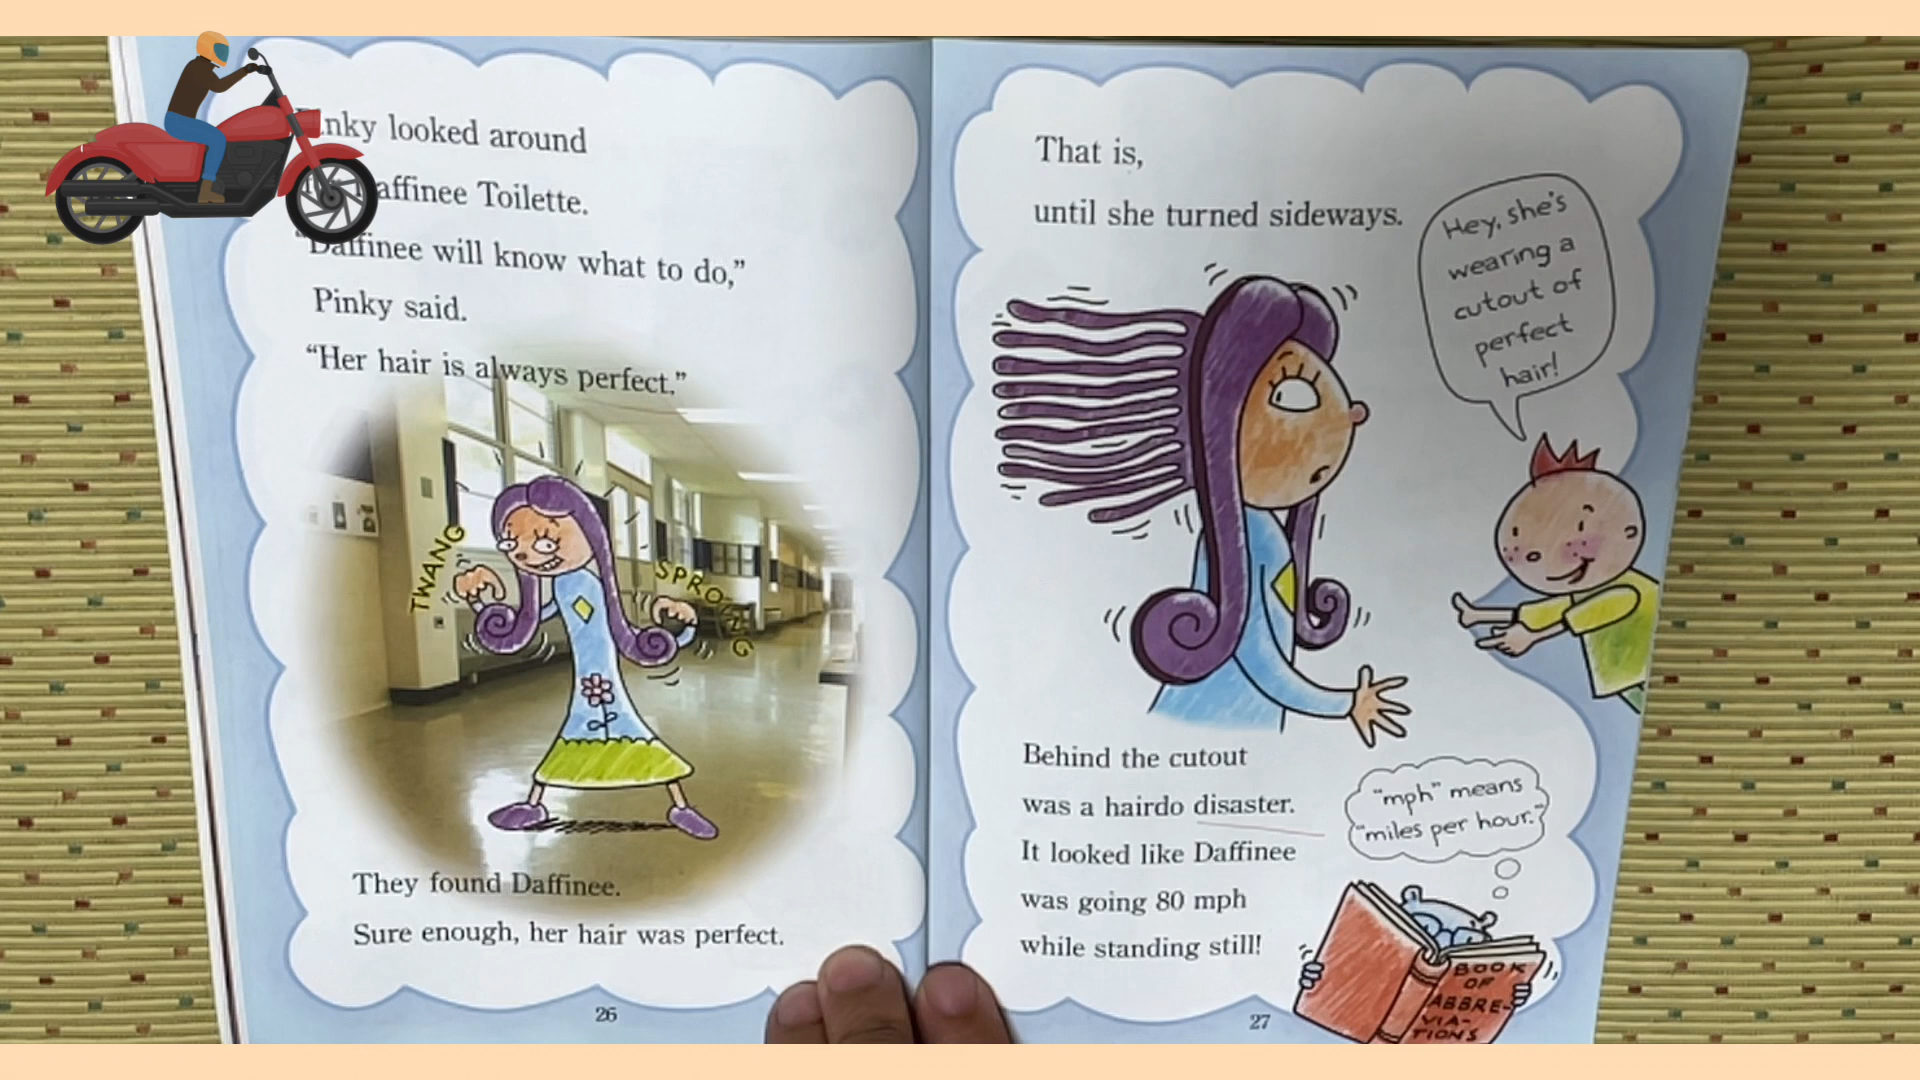 looked around
Toilette.
"Daffinee will know what to do,"
Pinky said.
"Her hair is always perfect."
TWANG
SPROING
They found Daffinee.
Sure enough, her hair was perfect.
26
That is,
until she turned sideways.
Hey, she's
wearing a
cutout of
perfect
hair!
Behind the cutout
was a hairdo disaster.
It looked like Daffinee
was going 80 mph
while standing still!
"mph" means
"miles per hour."
BOOK
OF
ABBRE-
VIA-
TIONS
27